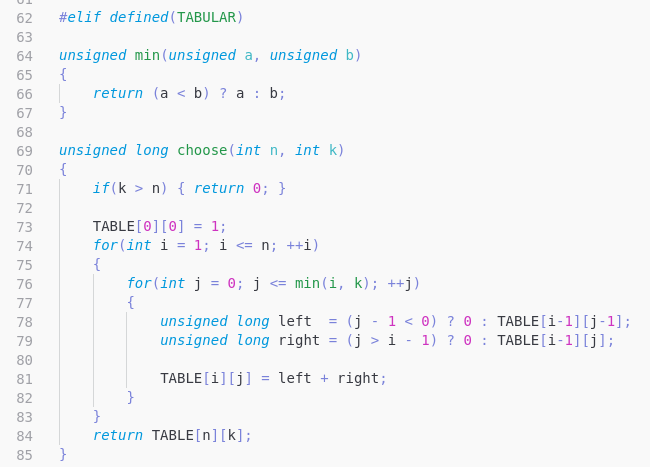 62 #elif defined(TABULAR)
63
64 unsigned min(unsigned a, unsigned b)
65 {
66     return (a < b) ? a : b;
67 }
68
69 unsigned long choose(int n, int k)
70 {
71     if(k > n) { return 0; }
72
73     TABLE[0][0] = 1;
74     for(int i = 1; i <= n; ++i)
75     {
76         for(int j = 0; j <= min(i, k); ++j)
77         {
78             unsigned long left  = (j - 1 < 0) ? 0 : TABLE[i-1][j-1];
79             unsigned long right = (j > i - 1) ? 0 : TABLE[i-1][j];
80
81             TABLE[i][j] = left + right;
82         }
83     }
84     return TABLE[n][k];
85 }